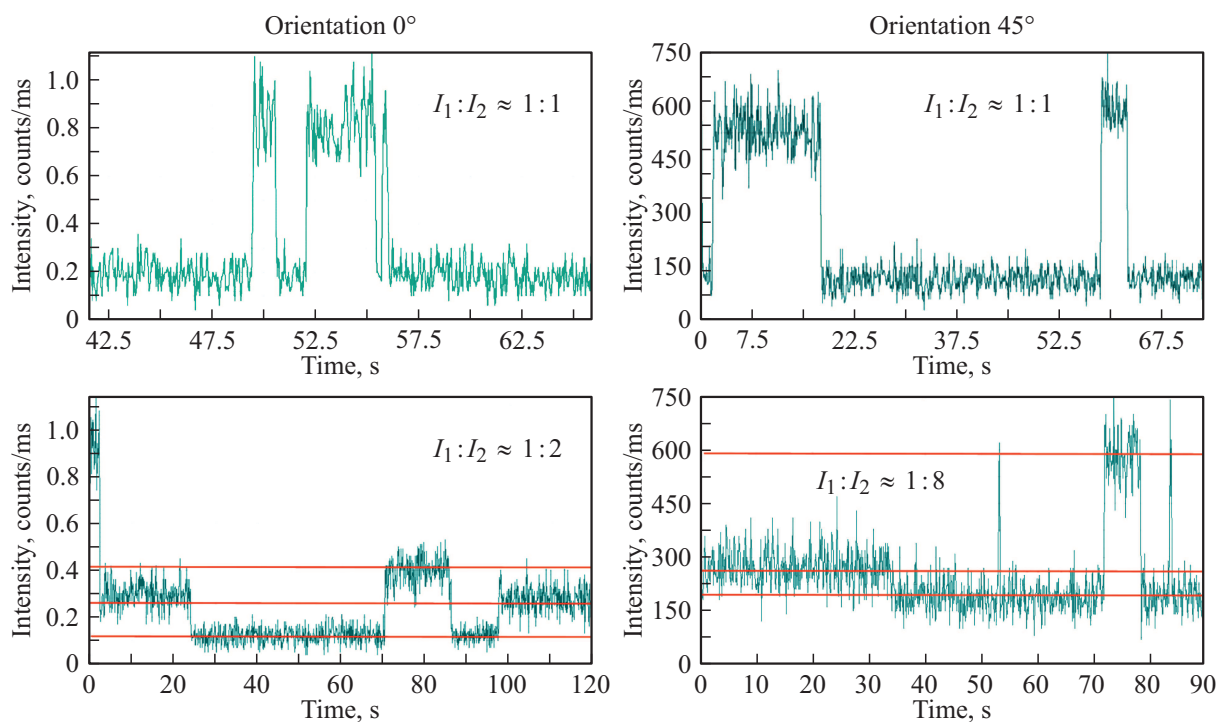 Orientation 0°
Orientation 45°
Intensity, counts/ms
1.0
0.8
0.6
0.4
0.2
0
I₁ : I₂ ≈ 1 : 1
42.5 47.5 52.5 57.5 62.5
Time, s
Intensity, counts/ms
750
600
450
300
150
0
I₁ : I₂ ≈ 1 : 1
0 7.5 22.5 37.5 52.5 67.5
Time, s
Intensity, counts/ms
1.0
0.8
0.6
0.4
0.2
0
I₁ : I₂ ≈ 1 : 2
0 20 40 60 80 100 120
Time, s
Intensity, counts/ms
750
600
450
300
150
0
I₁ : I₂ ≈ 1 : 8
0 10 20 30 40 50 60 70 80 90
Time, s